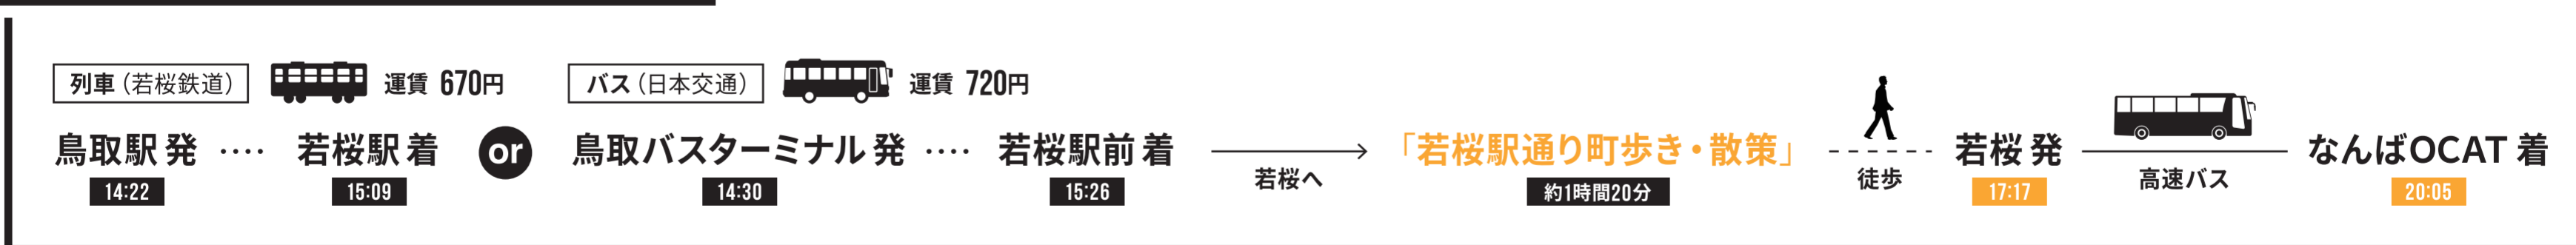 列車（若桜鉄道） 運賃 670円 バス（日本交通） 運賃 720円
鳥取駅 発 ････ 若桜駅 着 or 鳥取バスターミナル 発 ････ 若桜駅前 着 「若桜駅通り町歩き・散策」 若桜 発 なんばOCAT 着
若桜へ 徒歩 高速バス
14:22 15:09 14:30 15:26 約1時間20分 17:17 20:05